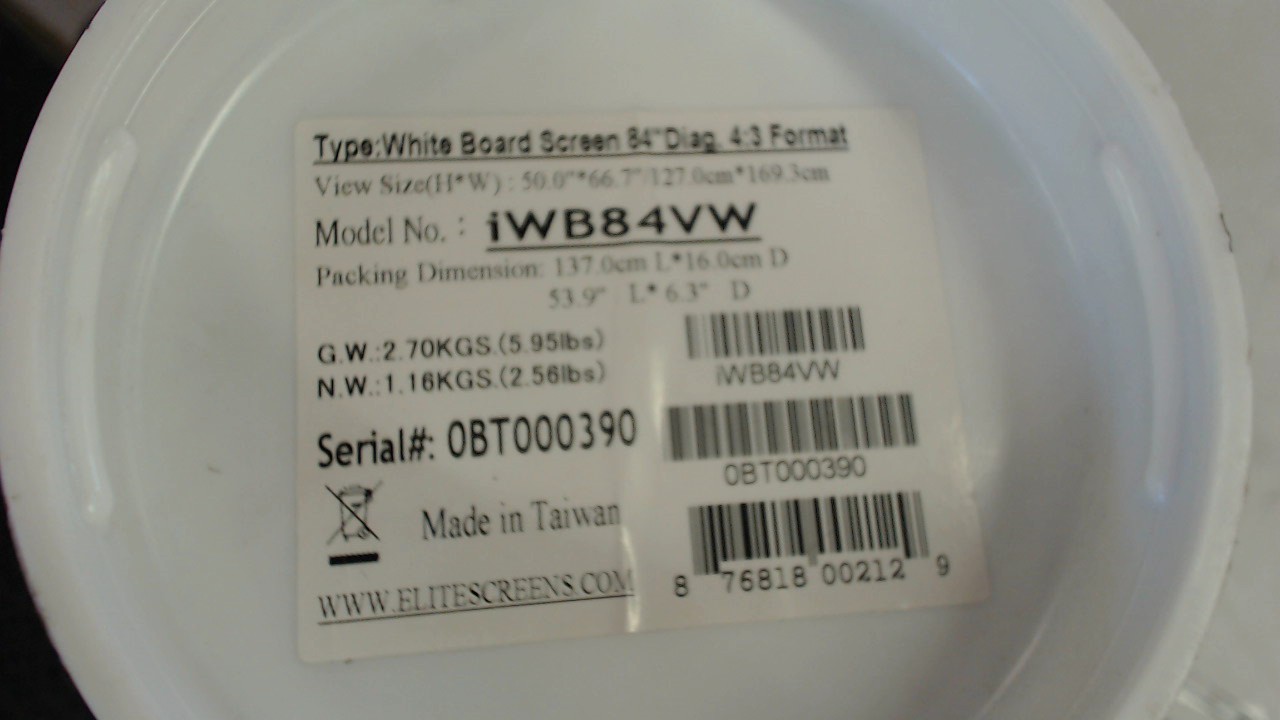 Type:White Board Screen 84"Diag. 4:3 Format
View Size(H*W) : 50.0"*66.7"/127.0cm*169.3cm
Model No. : iWB84VW
Packing Dimension: 137.0cm L*16.0cm D
53.9" L* 6.3" D
G.W.:2.70KGS.(5.95lbs)
N.W.:1.16KGS.(2.56lbs)
iWB84VW
Serial#: 0BT000390
0BT000390
Made in Taiwan
WWW.ELITESCREENS.COM
8 76818 00212 9